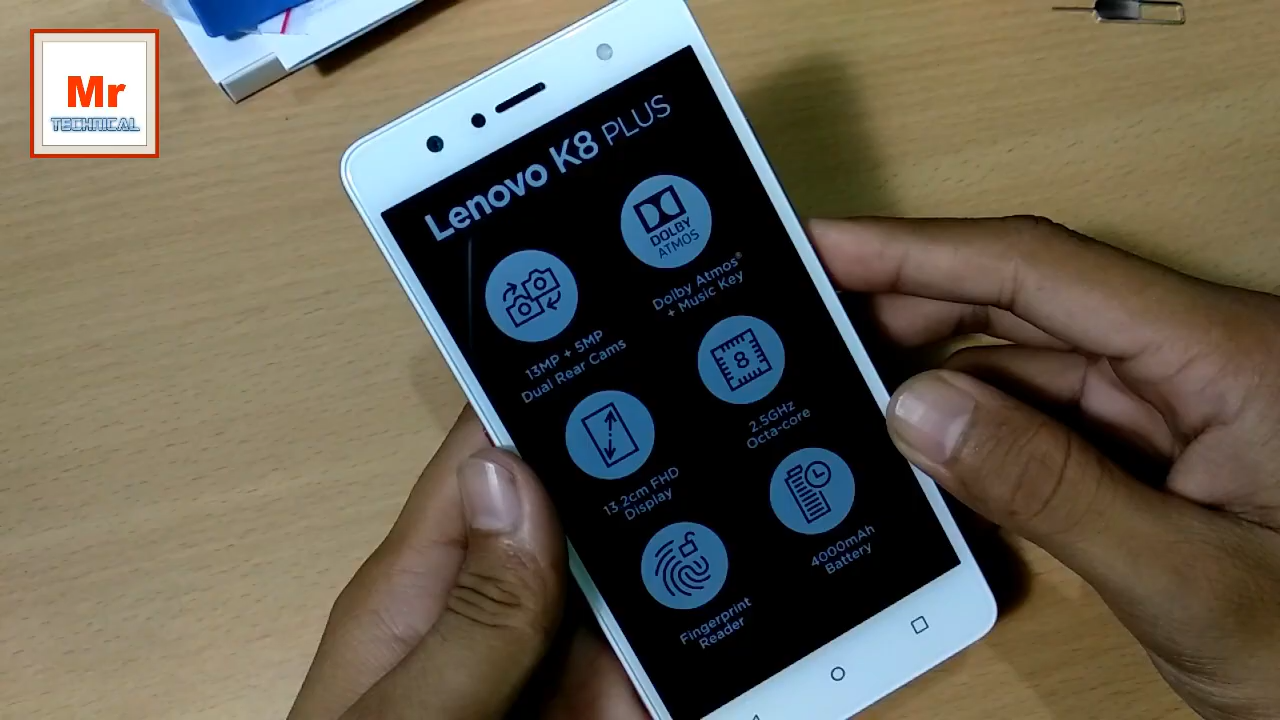 Mr
TECHNICAL
Lenovo K8 PLUS
DOLBY
ATMOS
Dolby Atmos®
+ Music Key
13MP + 5MP
Dual Rear Cams
8
2.5GHz
Octa-core
13.2cm FHD
Display
4000mAh
Battery
Fingerprint
Reader